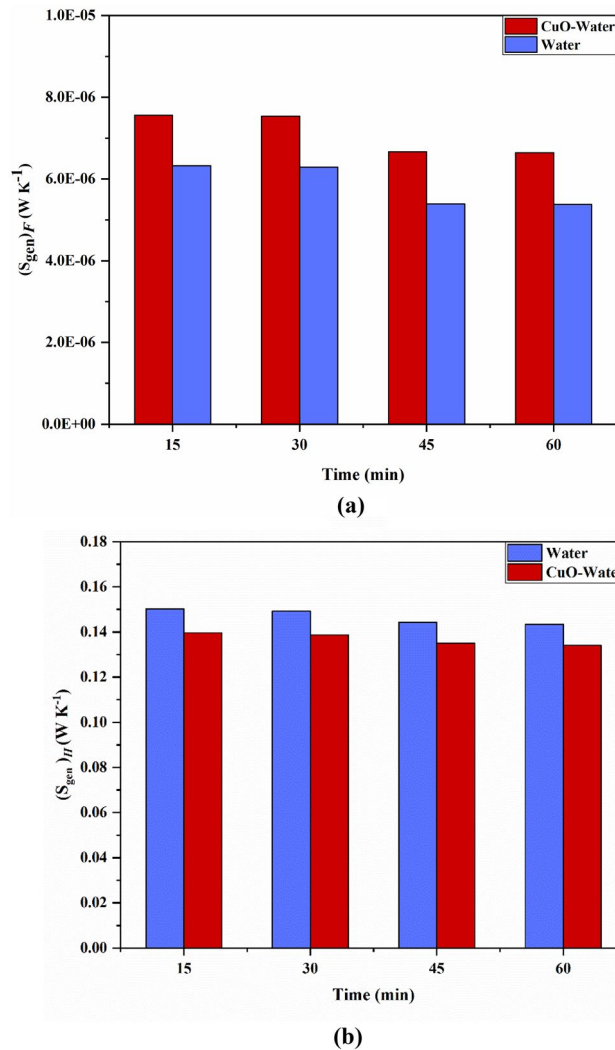 1.0E-05
CuO-Water
Water
8.0E-06
6.0E-06
4.0E-06
2.0E-06
0.0E+00
(Sgen)F (W K-1)
15 30 45 60
Time (min)
(a)
0.18
Water
CuO-Wate
0.16
0.14
0.12
0.10
0.08
0.06
0.04
0.02
0.00
(Sgen)H (W K-1)
15 30 45 60
Time (min)
(b)